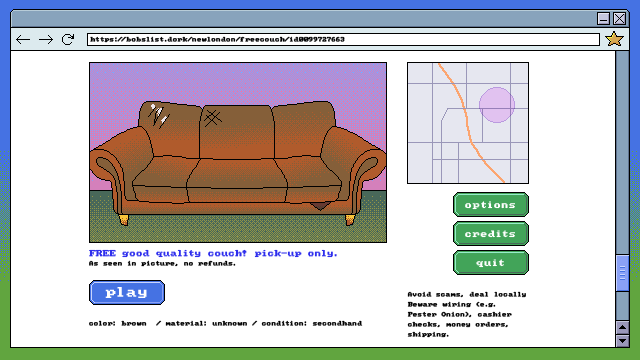 https://bobslist.dork/newlondon/freecouch/id0099727663
FREE good quality couch! pick-up only.
As seen in picture, no refunds.
play
color: brown / material: unknown / condition: secondhand
options
credits
quit
Avoid scams, deal locally
Beware wiring (e.g.
Pester Onion), cashier
checks, money orders,
shipping.